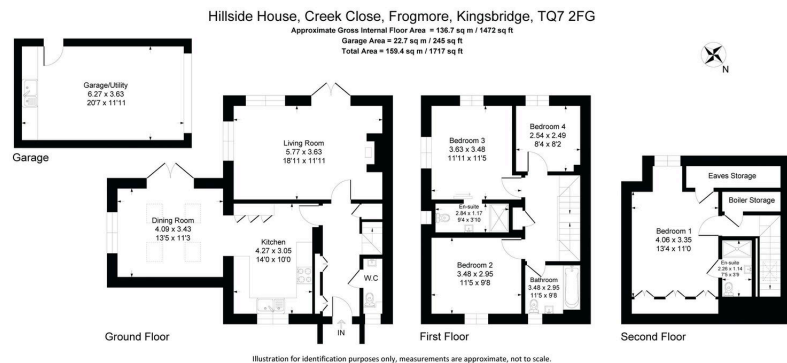 Hillside House, Creek Close, Frogmore, Kingsbridge, TQ7 2FG
Approximate Gross Internal Floor Area = 136.7 sq m / 1472 sq ft
Garage Area = 22.7 sq m / 245 sq ft
Total Area = 159.4 sq m / 1717 sq ft
N
Garage/Utility
6.27 x 3.63
20'7 x 11'11
Garage
Living Room
5.77 x 3.63
18'11 x 11'11
Dining Room
4.09 x 3.43
13'5 x 11'3
Kitchen
4.27 x 3.05
14'0 x 10'0
W.C
IN
Ground Floor
Bedroom 3
3.63 x 3.48
11'11 x 11'5
Bedroom 4
2.54 x 2.49
8'4 x 8'2
En-suite
2.84 x 1.17
9'4 x 3'10
Bedroom 2
3.48 x 2.95
11'5 x 9'8
Bathroom
3.48 x 2.95
11'5 x 9'8
First Floor
Eaves Storage
Boiler Storage
Bedroom 1
4.06 x 3.35
13'4 x 11'0
En-suite
2.26 x 1.14
7'5 x 3'9
Second Floor
Illustration for identification purposes only, measurements are approximate, not to scale.